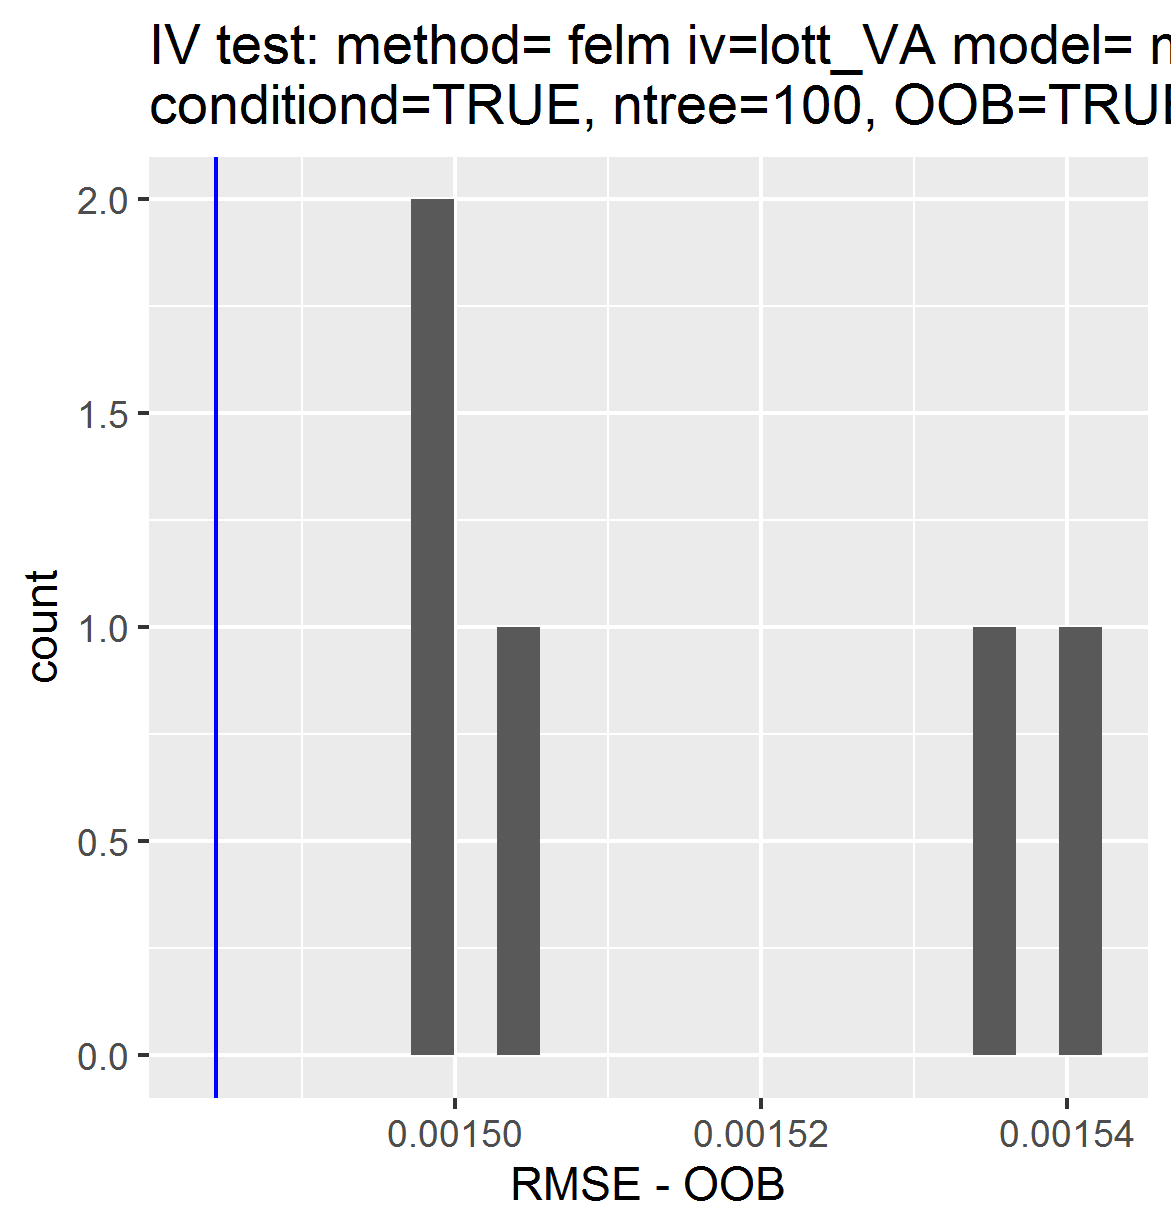 IV test: method= felm iv=lott_VA model=
conditiond=TRUE, ntree=100,
2.0
1.5
1.0
0.5
0.0
count
0.00150 0.00152 0.00154
RMSE - OOB